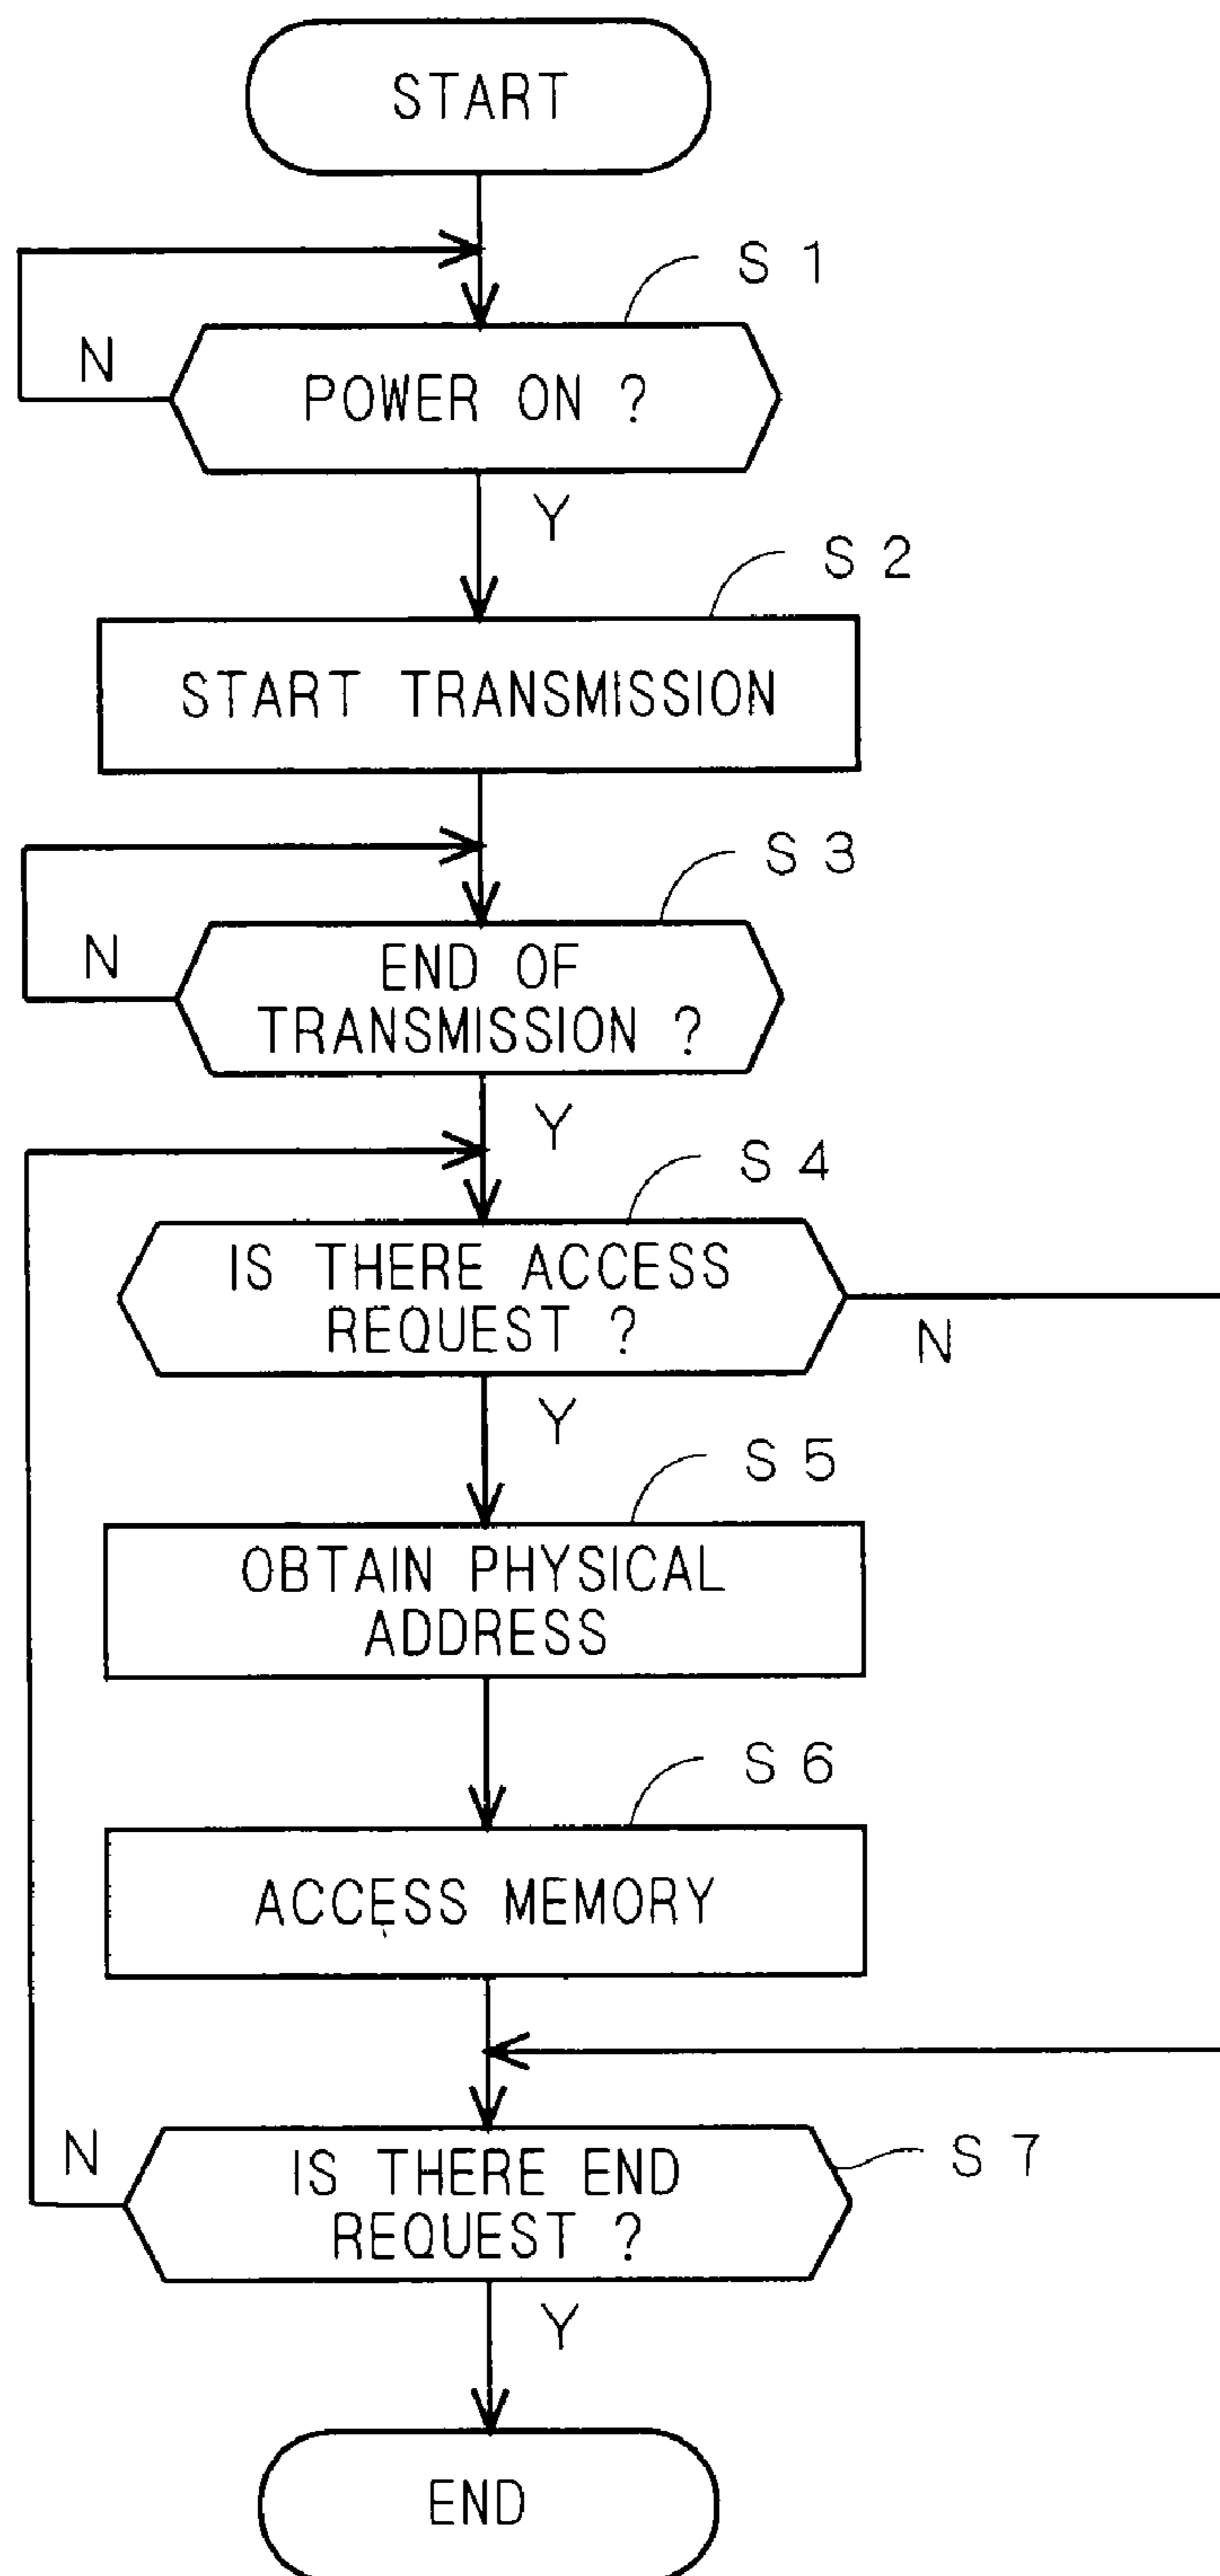 START
S 1
N
POWER ON ?
Y
S 2
START TRANSMISSION
S 3
N
END OF
TRANSMISSION ?
Y
S 4
IS THERE ACCESS
REQUEST ?
N
Y
S 5
OBTAIN PHYSICAL
ADDRESS
S 6
ACCESS MEMORY
N
IS THERE END
REQUEST ?
S 7
Y
END